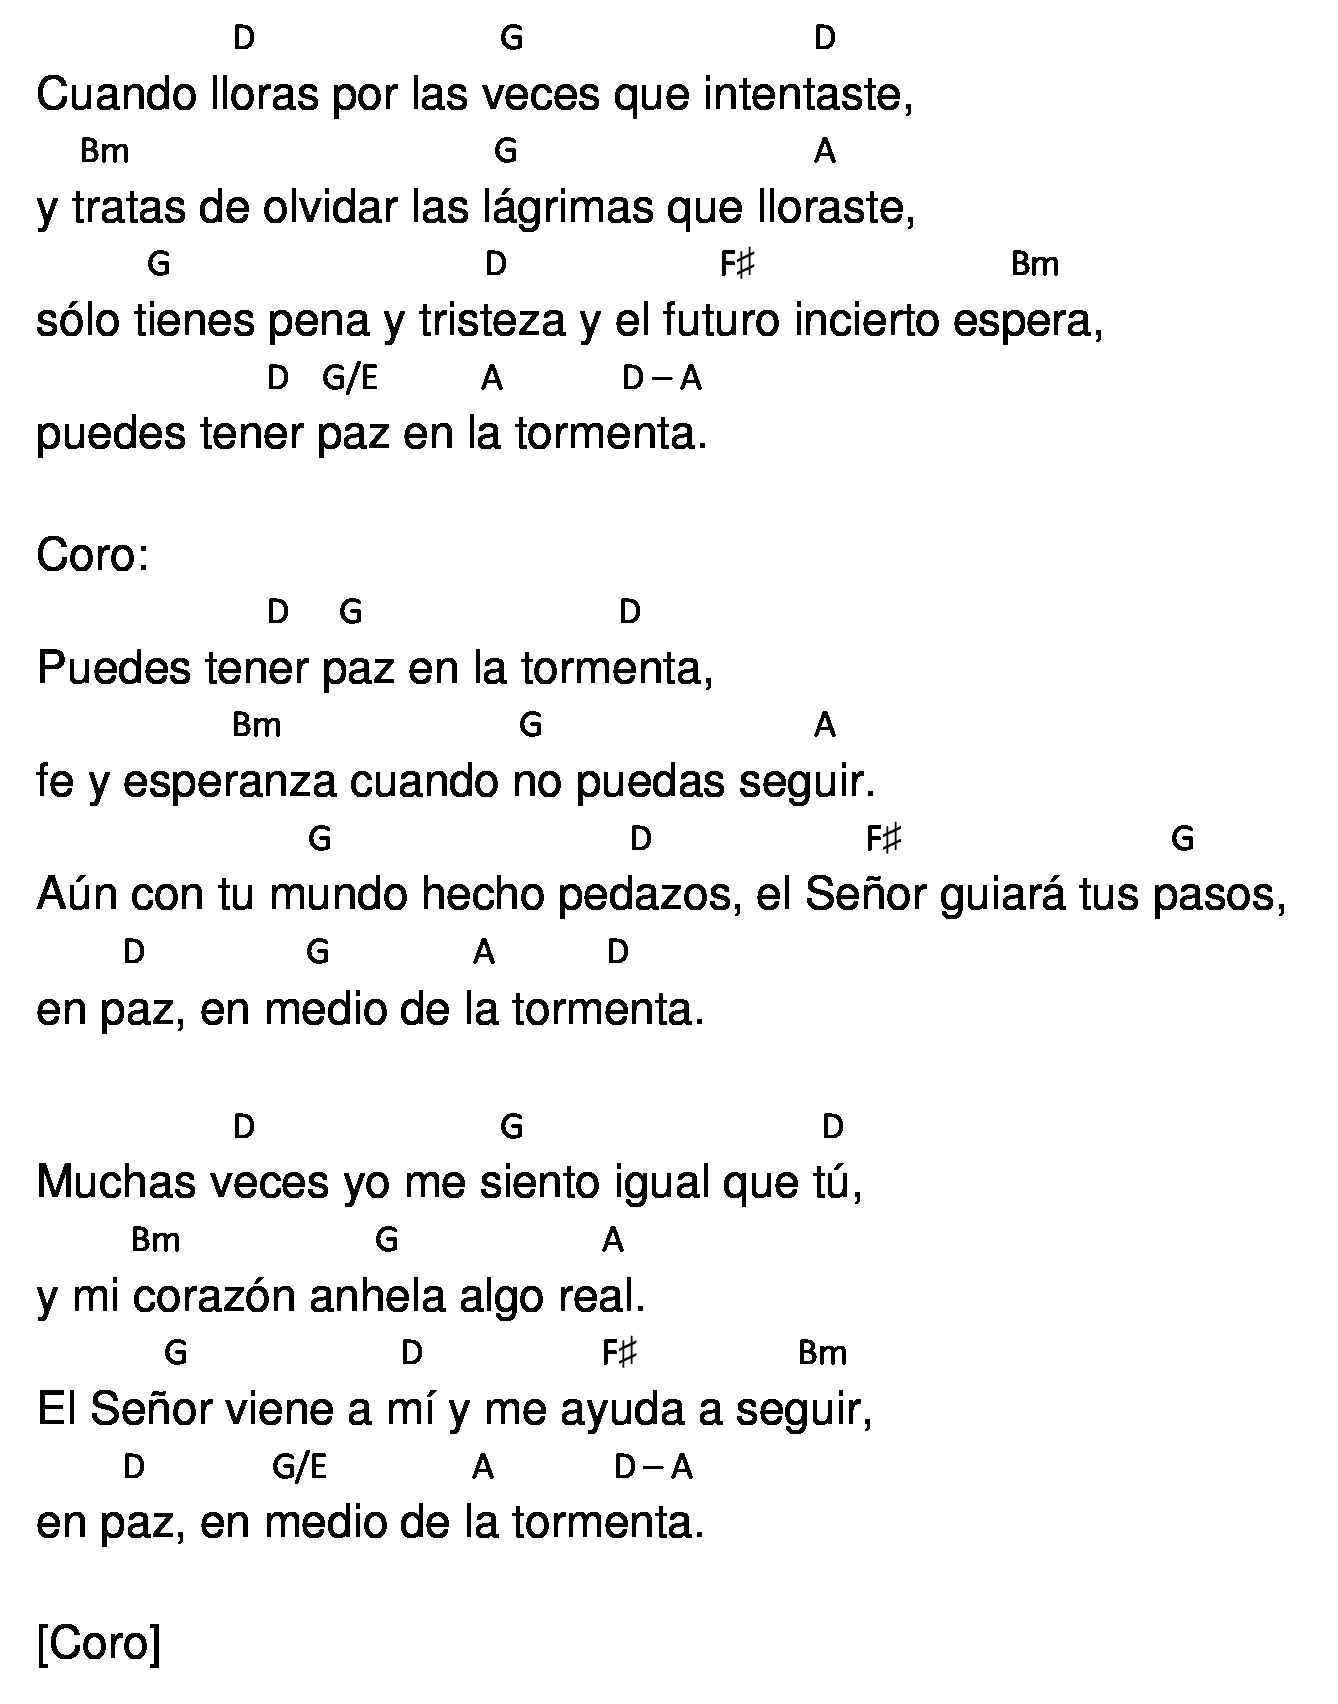 D G D
Cuando lloras por las veces que intentaste,
Bm G A
y tratas de olvidar las lágrimas que lloraste,
G D F♯ Bm
sólo tienes pena y tristeza y el futuro incierto espera,
D G/E A D – A
puedes tener paz en la tormenta.
Coro:
D G D
Puedes tener paz en la tormenta,
Bm G A
fe y esperanza cuando no puedas seguir.
G D F♯ G
Aún con tu mundo hecho pedazos, el Señor guiará tus pasos,
D G A D
en paz, en medio de la tormenta.
D G D
Muchas veces yo me siento igual que tú,
Bm G A
y mi corazón anhela algo real.
G D F♯ Bm
El Señor viene a mí y me ayuda a seguir,
D G/E A D – A
en paz, en medio de la tormenta.
[Coro]